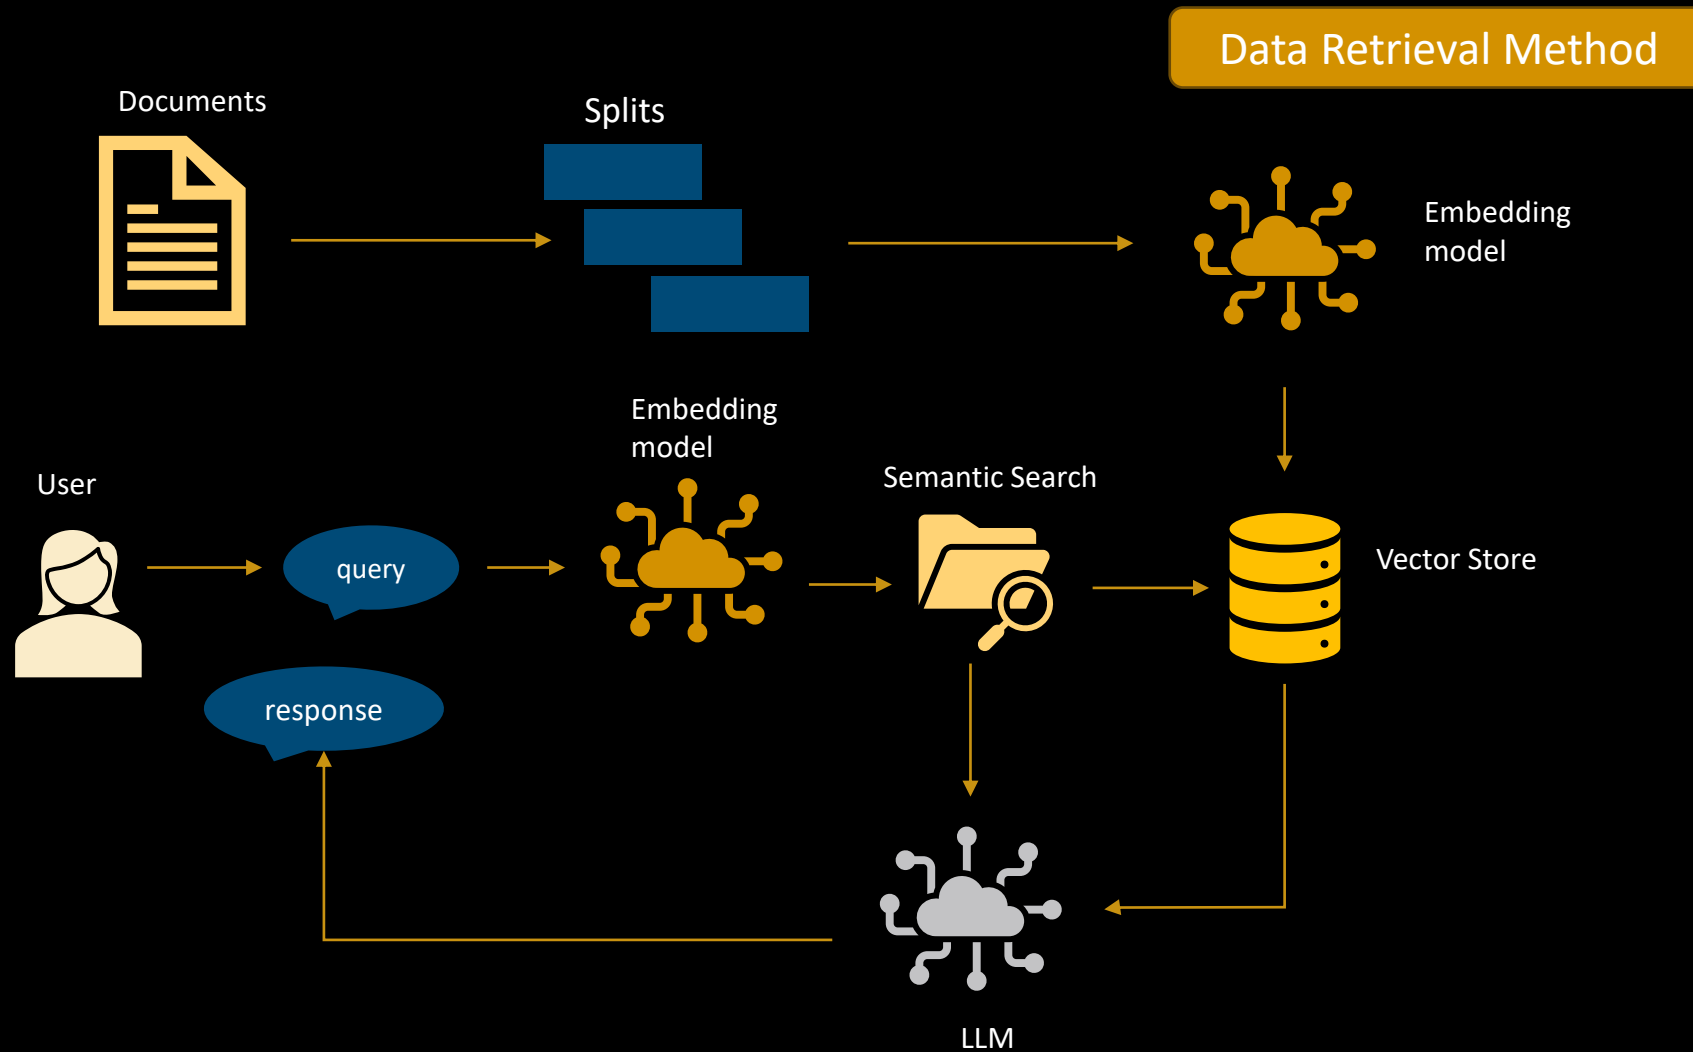 Data Retrieval Method
Documents
Splits
Embedding
model
Embedding
model
User
Semantic Search
query
Vector Store
response
LLM